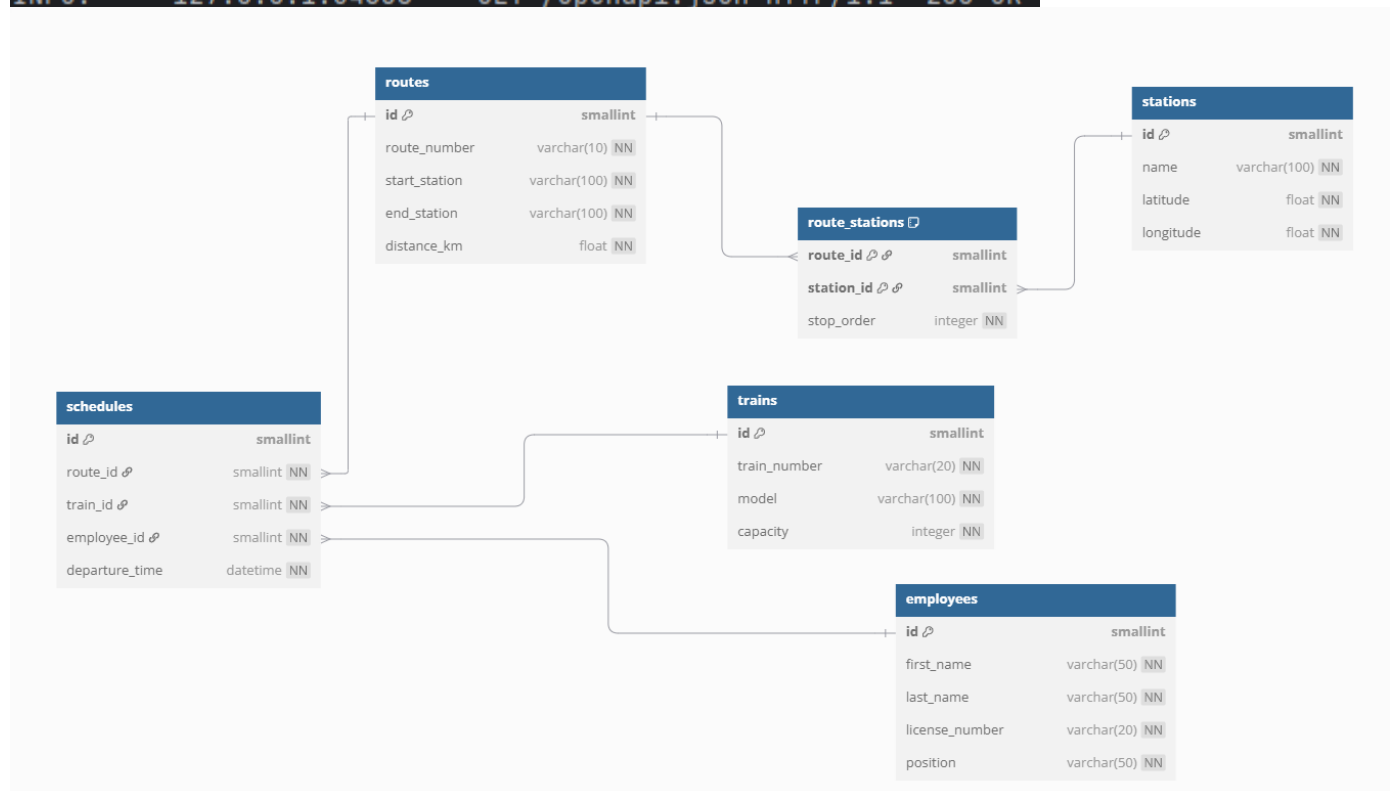 routes
id smallint
route_number varchar(10) NN
start_station varchar(100) NN
end_station varchar(100) NN
distance_km float NN
stations
id smallint
name varchar(100) NN
latitude float NN
longitude float NN
route_stations
route_id smallint
station_id smallint
stop_order integer NN
schedules
id smallint
route_id smallint NN
train_id smallint NN
employee_id smallint NN
departure_time datetime NN
trains
id smallint
train_number varchar(20) NN
model varchar(100) NN
capacity integer NN
employees
id smallint
first_name varchar(50) NN
last_name varchar(50) NN
license_number varchar(20) NN
position varchar(50) NN